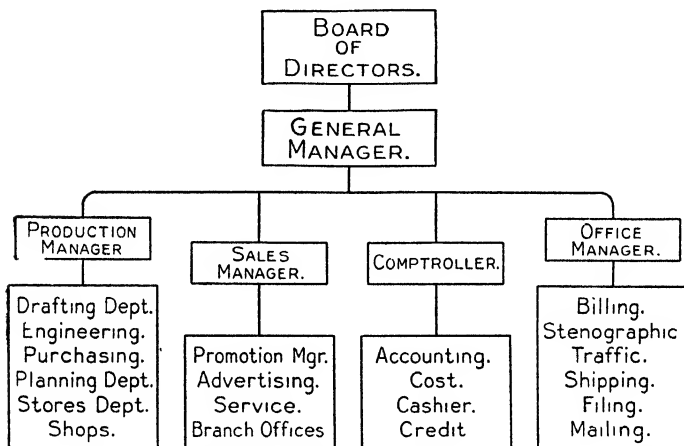 BOARD
OF
DIRECTORS.
GENERAL
MANAGER.
PRODUCTION
MANAGER
Drafting Dept.
Engineering.
Purchasing.
Planning Dept.
Stores Dept.
Shops.
SALES
MANAGER.
Promotion Mgr.
Advertising.
Service.
Branch Offices
COMPTROLLER.
Accounting.
Cost.
Cashier.
Credit
OFFICE
MANAGER.
Billing.
Stenographic
Traffic.
Shipping.
Filing.
Mailing.